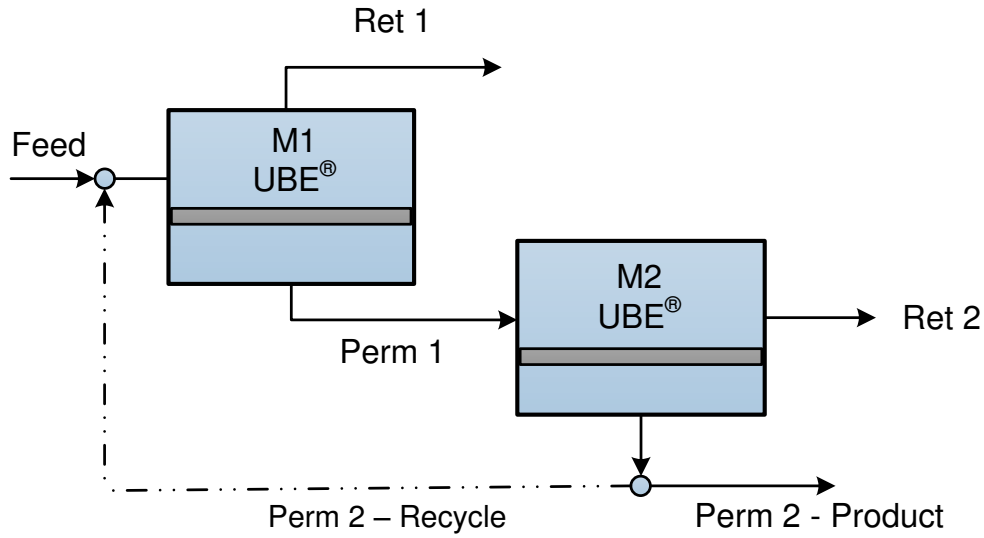 Ret 1
Feed
M1
UBE®
M2
UBE®
Ret 2
Perm 1
Perm 2 – Recycle
Perm 2 - Product